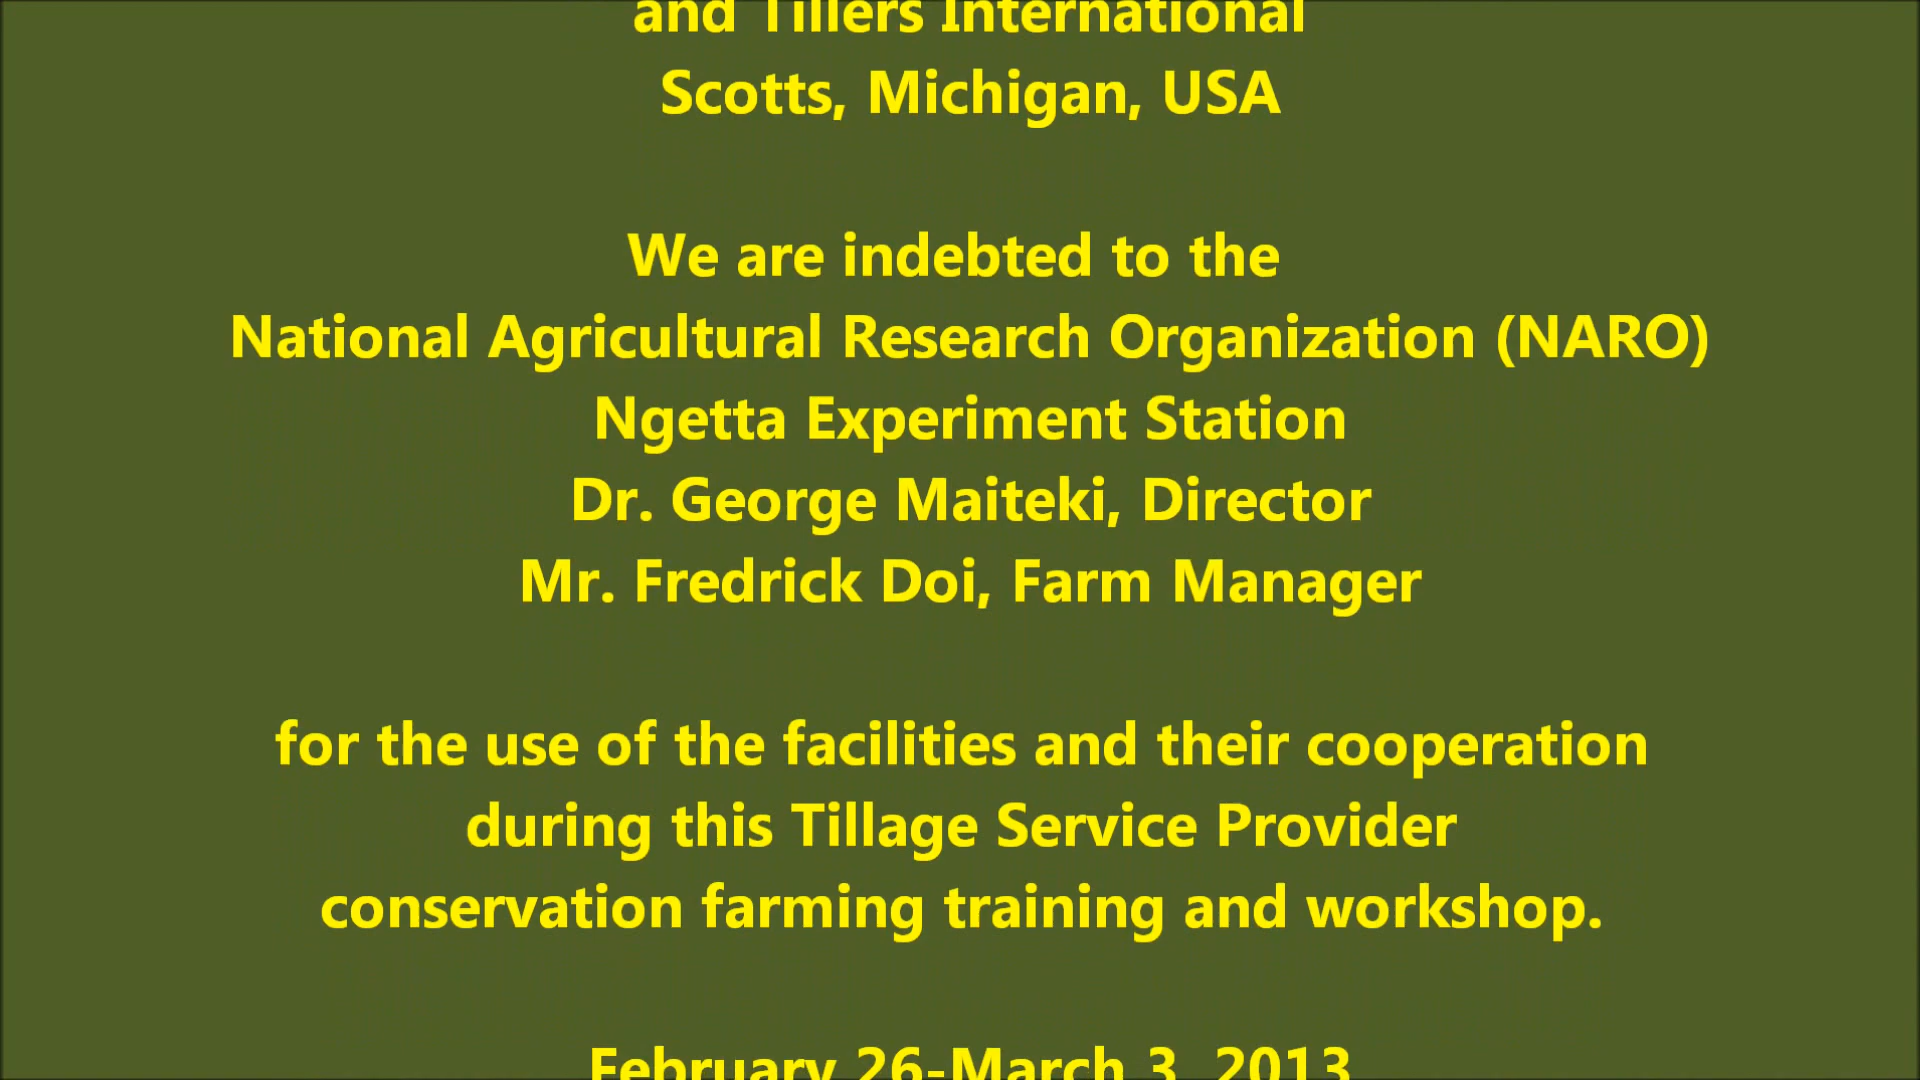 and Tillers International
Scotts, Michigan, USA
We are indebted to the
National Agricultural Research Organization (NARO)
Ngetta Experiment Station
Dr. George Maiteki, Director
Mr. Fredrick Doi, Farm Manager
for the use of the facilities and their cooperation
during this Tillage Service Provider
conservation farming training and workshop.
February 26-March 3, 2013